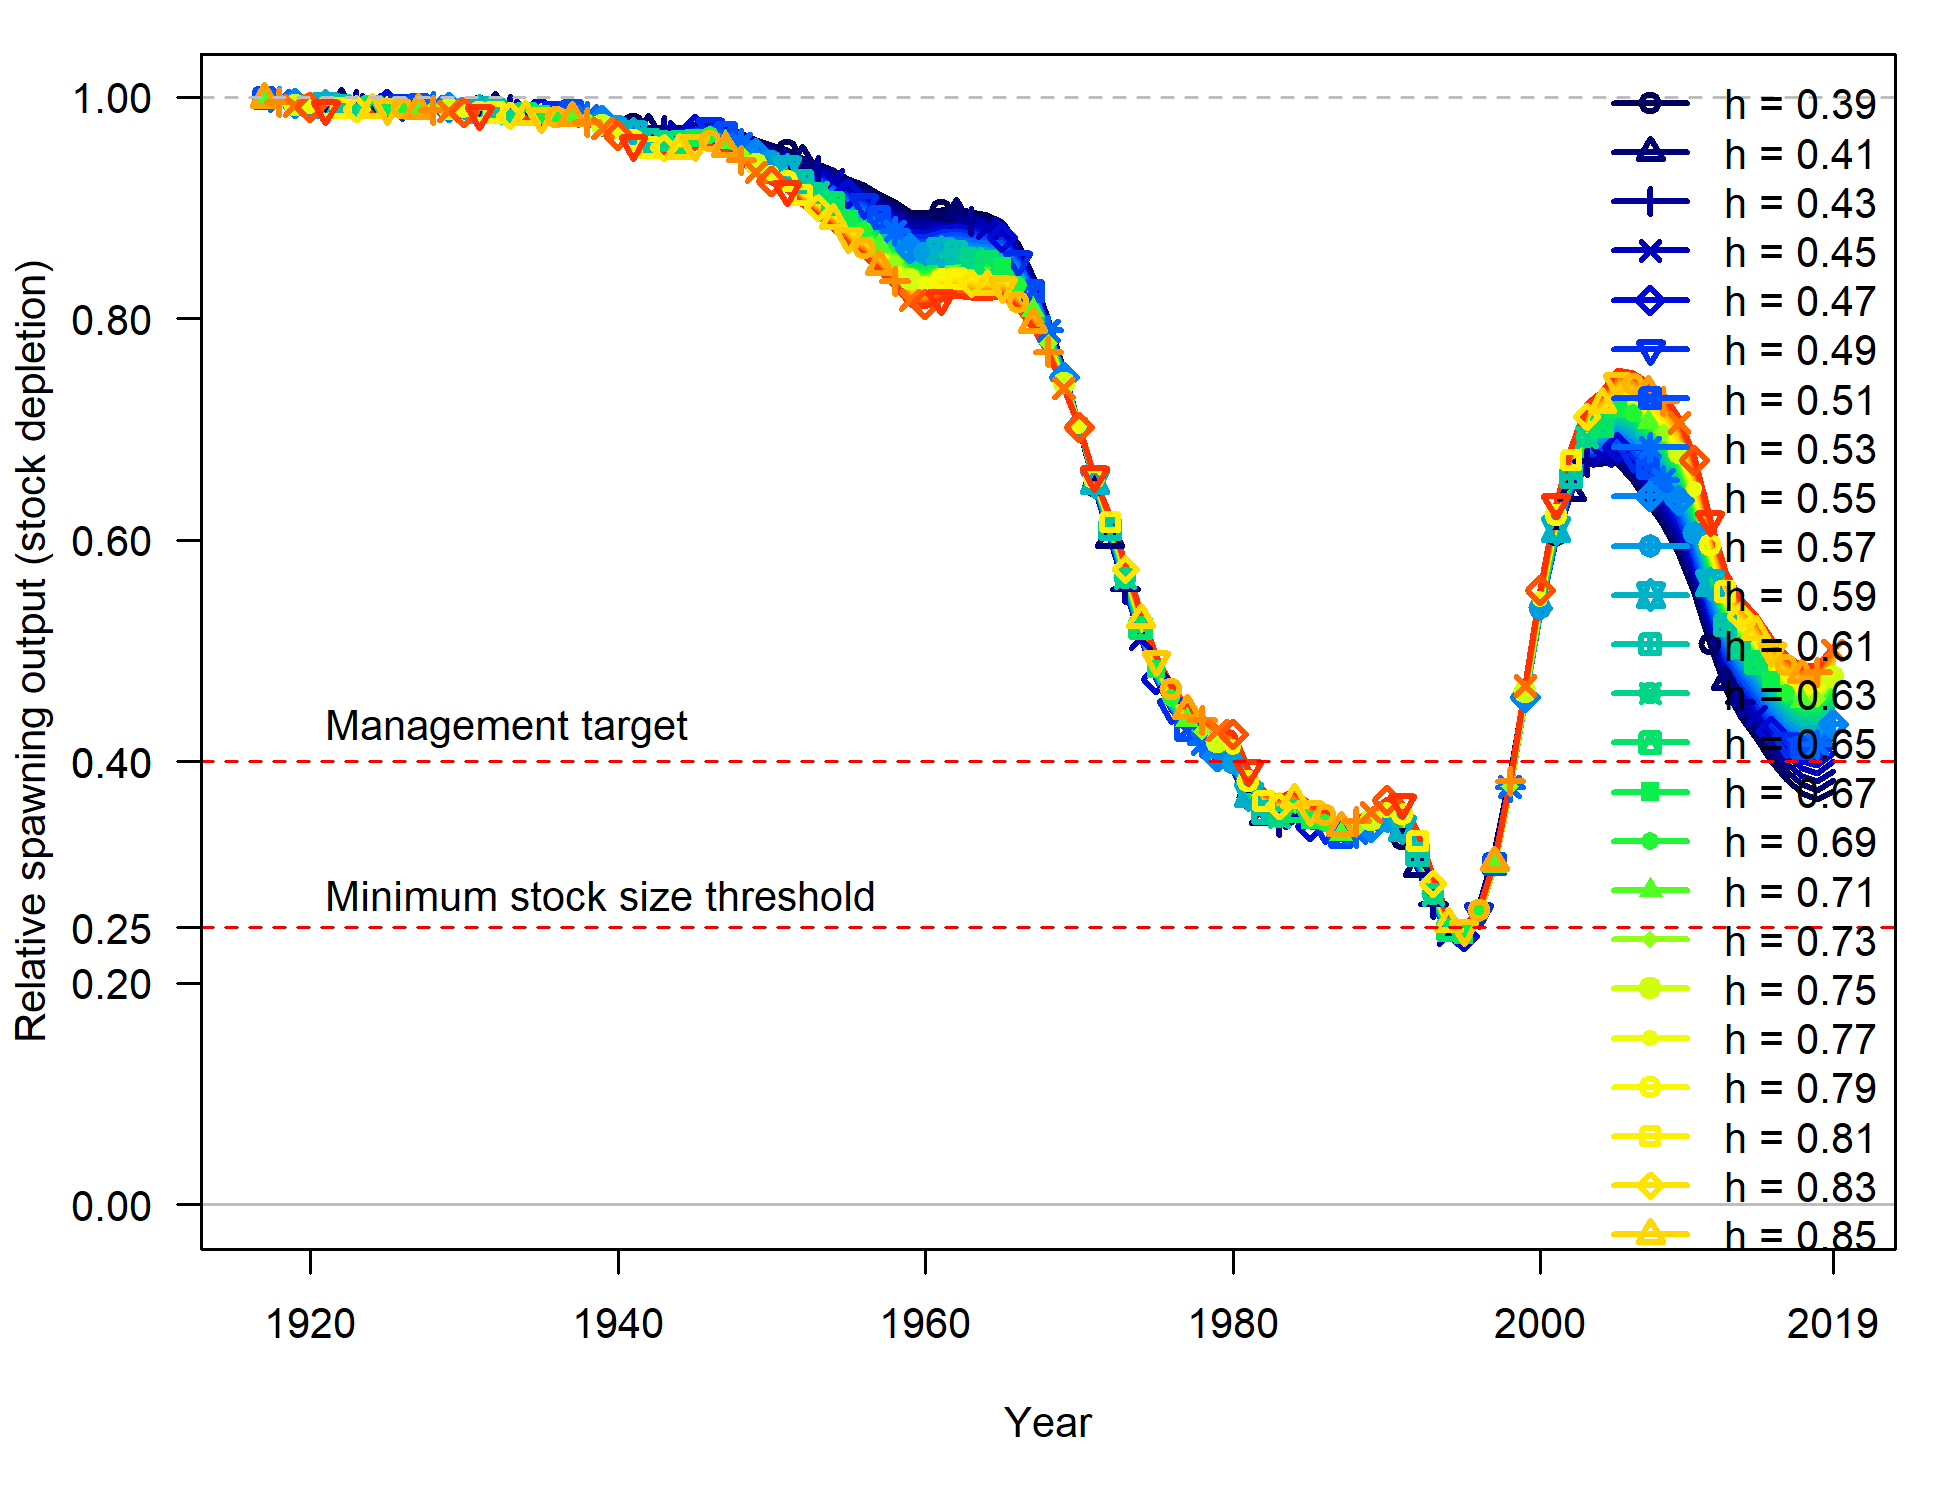 Relative spawning output (stock depletion)
1.00
0.80
0.60
0.40
0.25
0.20
0.00
Management target
Minimum stock size threshold
h = 0.39
h = 0.41
h = 0.43
h = 0.45
h = 0.47
h = 0.49
h = 0.51
h = 0.53
h = 0.55
h = 0.57
h = 0.59
h = 0.61
h = 0.63
h = 0.65
h = 0.67
h = 0.69
h = 0.71
h = 0.73
h = 0.75
h = 0.77
h = 0.79
h = 0.81
h = 0.83
h = 0.85
1920 1940 1960 1980 2000 2019
Year